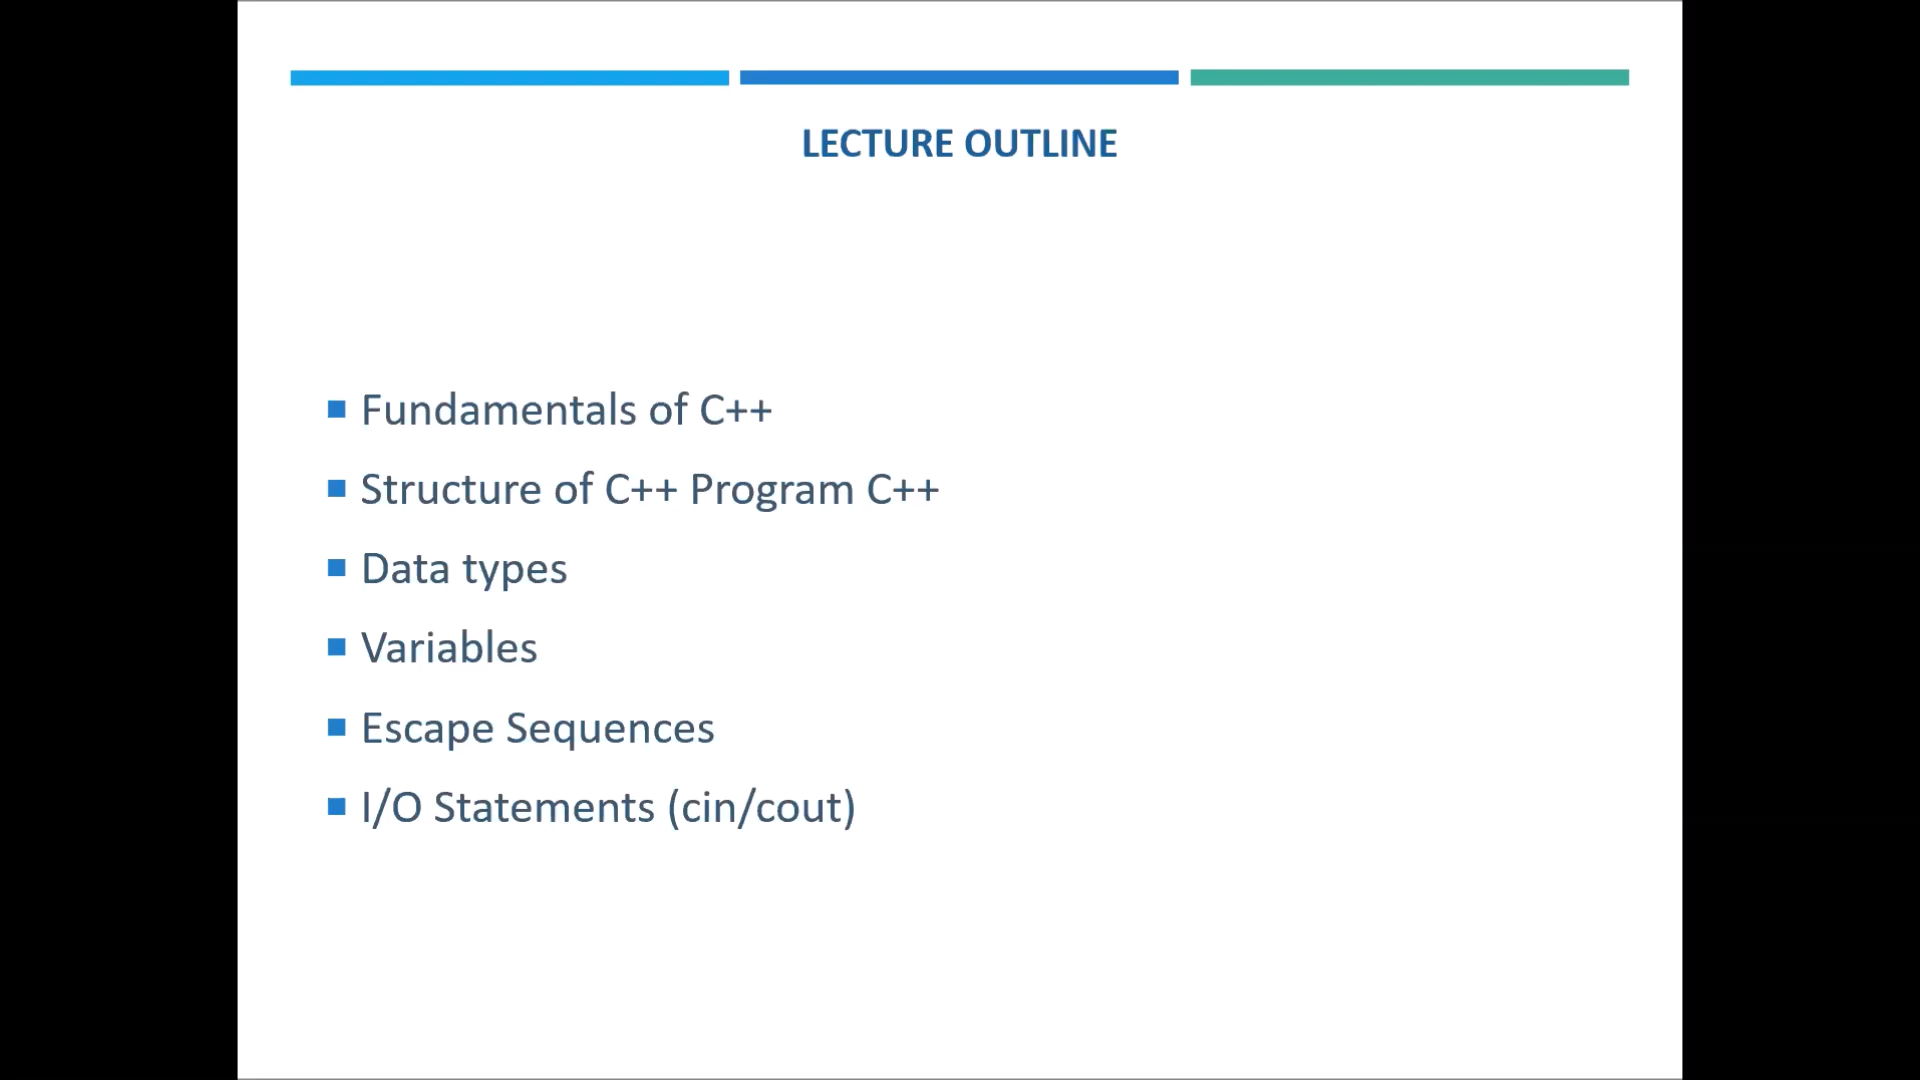 LECTURE OUTLINE
Fundamentals of C++
Structure of C++ Program C++
Data types
Variables
Escape Sequences
I/O Statements (cin/cout)